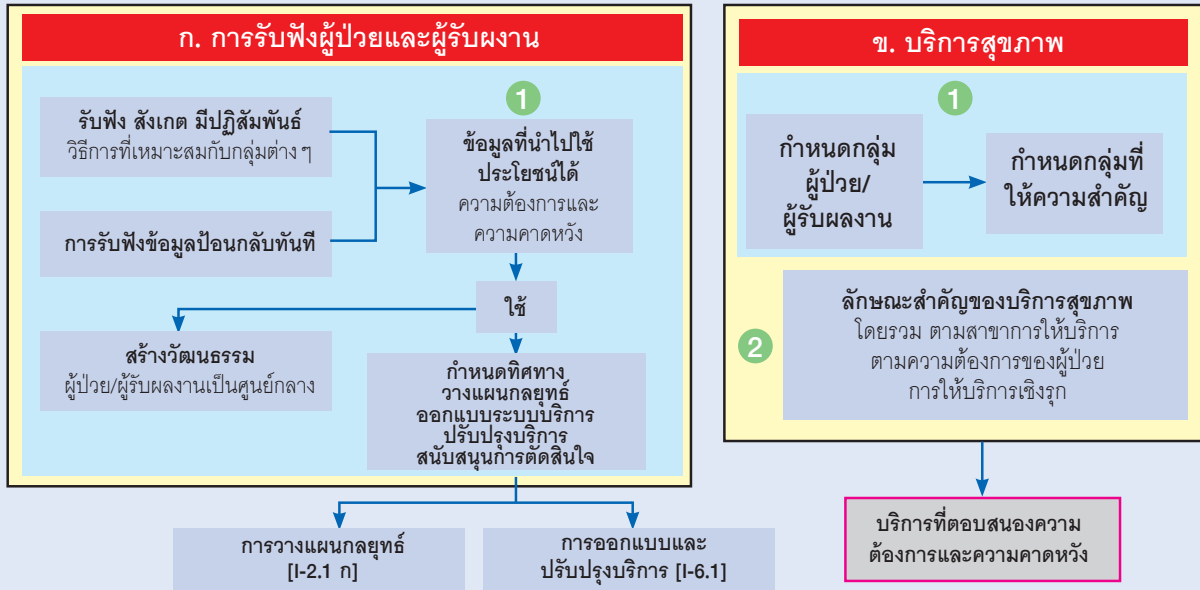 ก. การรับฟังผู้ป่วยและผู้รับผงาน
1
รับฟัง สังเกต มีปฏิสัมพันธ์
วิธีการที่เหมาะสมกับกลุ่มต่าง ๆ
การรับฟังข้อมูลป้อนกลับทันที
ข้อมูลที่นำไปใช้
ประโยชน์ได้
ความต้องการและ
ความคาดหวัง
ใช้
สร้างวัฒนธรรม
ผู้ป่วย/ผู้รับผลงานเป็นศูนย์กลาง
กำหนดทิศทาง
วางแผนกลยุทธ์
ออกแบบระบบบริการ
ปรับปรุงบริการ
สนับสนุนการตัดสินใจ
การวางแผนกลยุทธ์
[I-2.1 ก]
การออกแบบและ
ปรับปรุงบริการ [I-6.1]
ข. บริการสุขภาพ
1
กำหนดกลุ่ม
ผู้ป่วย/
ผู้รับผลงาน
กำหนดกลุ่มที่
ให้ความสำคัญ
2
ลักษณะสำคัญของบริการสุขภาพ
โดยรวม ตามสาขาการให้บริการ
ตามความต้องการของผู้ป่วย
การให้บริการเชิงรุก
บริการที่ตอบสนองความ
ต้องการและความคาดหวัง